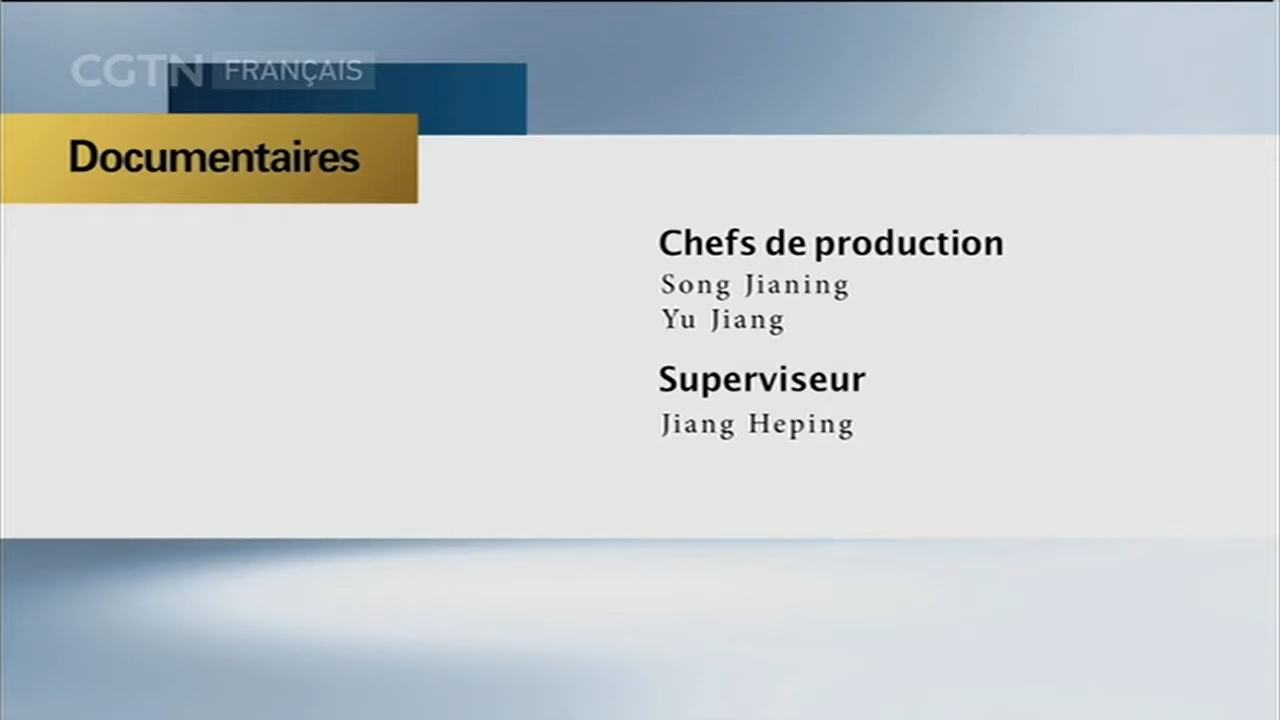 CGTN FRANÇAIS
Documentaires
Chefs de production
Song Jianing
Yu Jiang
Superviseur
Jiang Heping